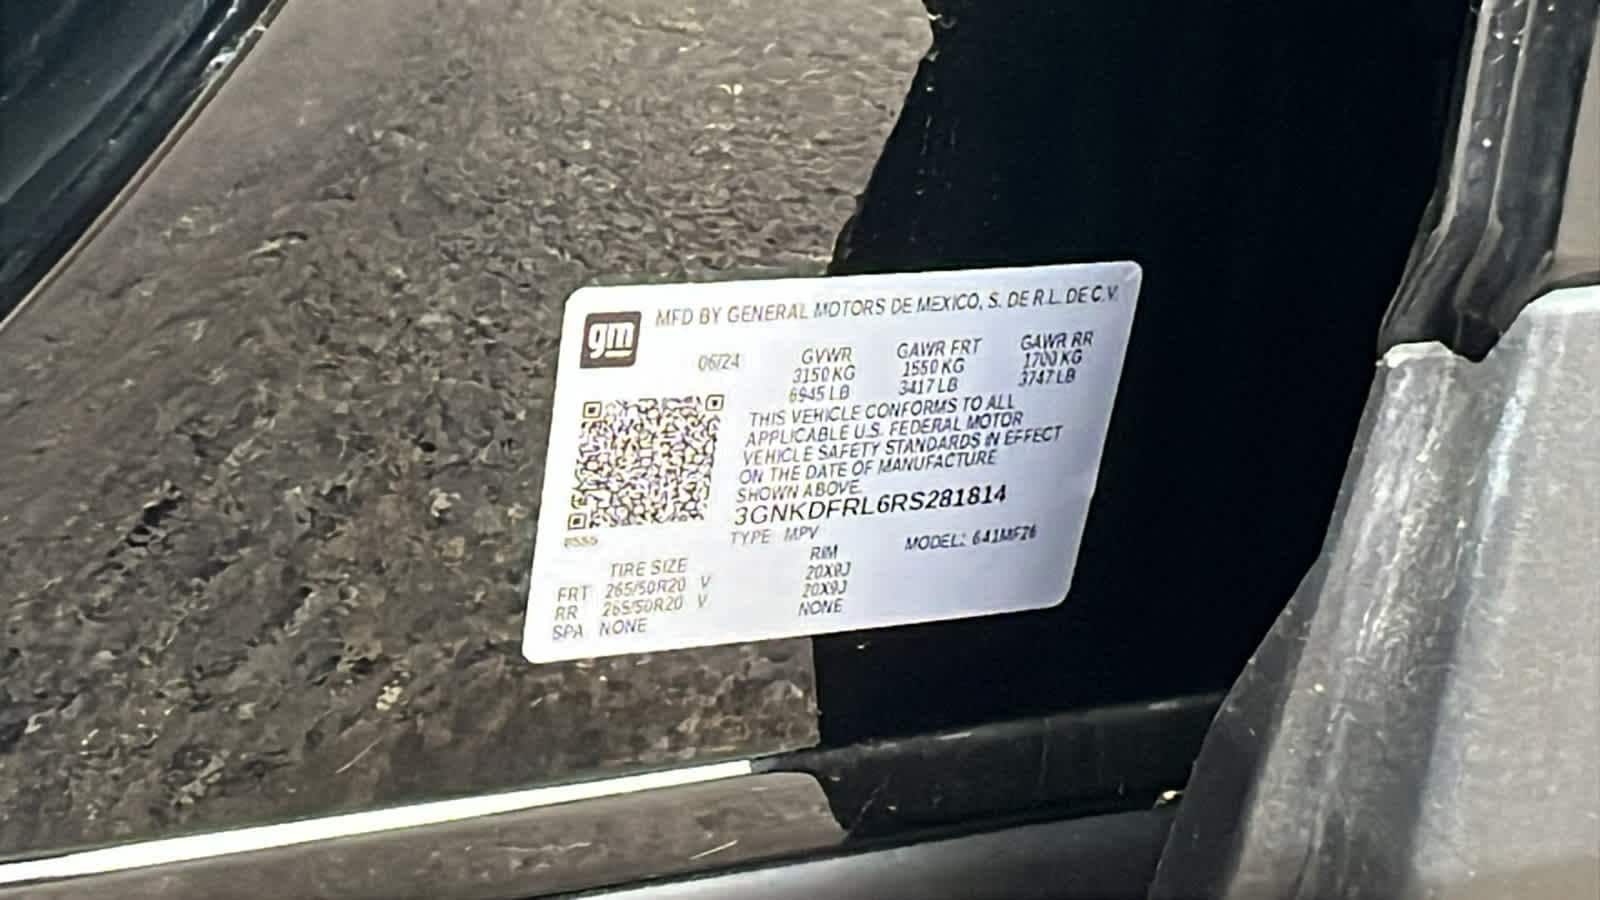 gm
MFD BY GENERAL MOTORS DE MEXICO, S. DE R.L. DE C.V.
06/24
GVWR
3150 KG
6945 LB
GAWR FRT
1550 KG
3417 LB
GAWR RR
1700 KG
3747 LB
THIS VEHICLE CONFORMS TO ALL
APPLICABLE U.S. FEDERAL MOTOR
VEHICLE SAFETY STANDARDS IN EFFECT
ON THE DATE OF MANUFACTURE
SHOWN ABOVE.
3GNKDFRL6RS281814
TYPE: MPV
MODEL: 641MF26
TIRE SIZE
RIM
FRT 265/50R20 V 20X9J
RR 265/50R20 V 20X9J
SPA NONE NONE